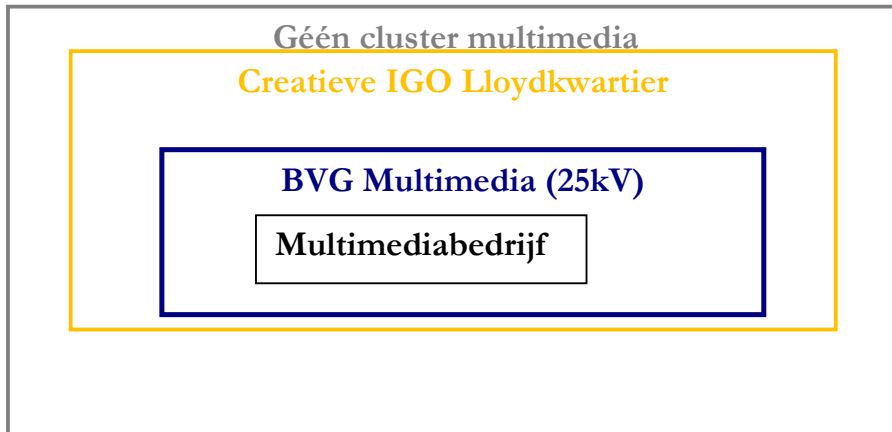 Géén cluster multimedia
Creatieve IGO Lloydkwartier
BVG Multimedia (25kV)
Multimediabedrijf